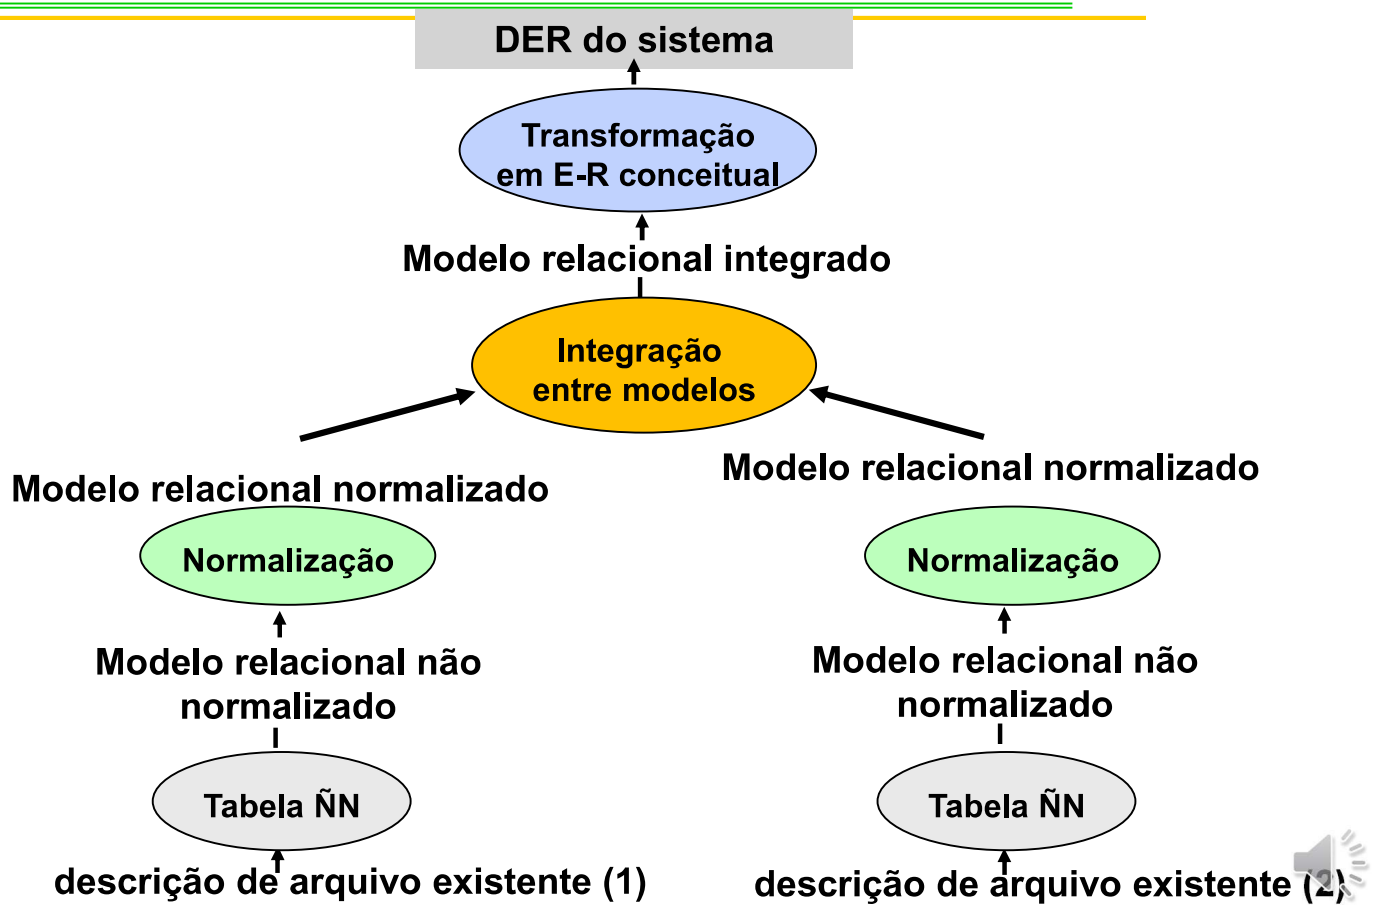 DER do sistema
Transformação
em E-R conceitual
Modelo relacional integrado
Integração
entre modelos
Modelo relacional normalizado
Modelo relacional normalizado
Normalização
Normalização
Modelo relacional não
normalizado
Modelo relacional não
normalizado
Tabela ÑN
Tabela ÑN
descrição de arquivo existente (1)
descrição de arquivo existente (2)